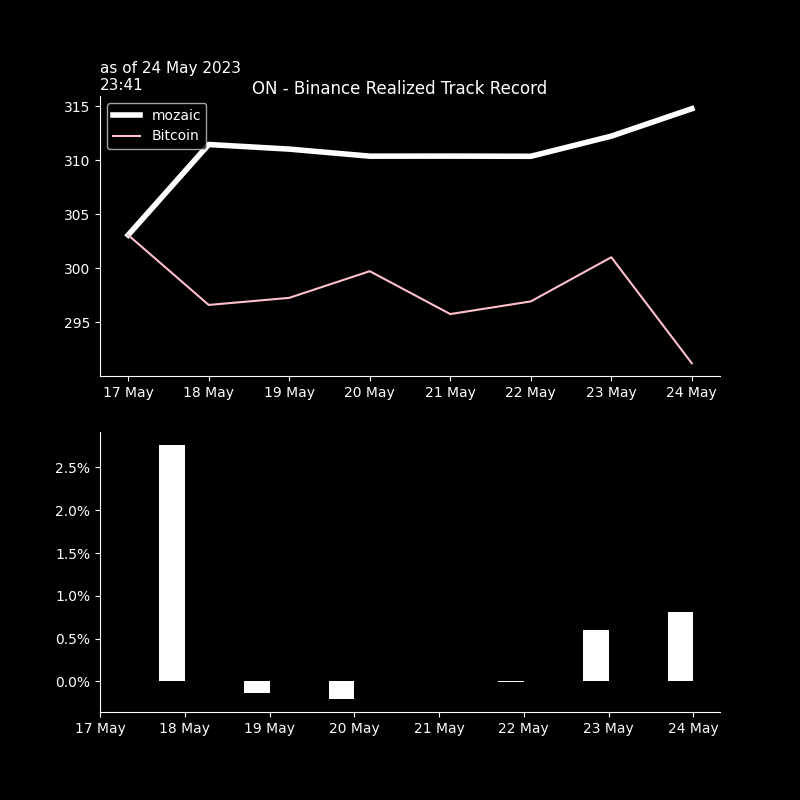 as of 24 May 2023
23:41
ON - Binance Realized Track Record
mozaic
Bitcoin
315
310
305
300
295
17 May 18 May 19 May 20 May 21 May 22 May 23 May 24 May
2.5%
2.0%
1.5%
1.0%
0.5%
0.0%
17 May 18 May 19 May 20 May 21 May 22 May 23 May 24 May